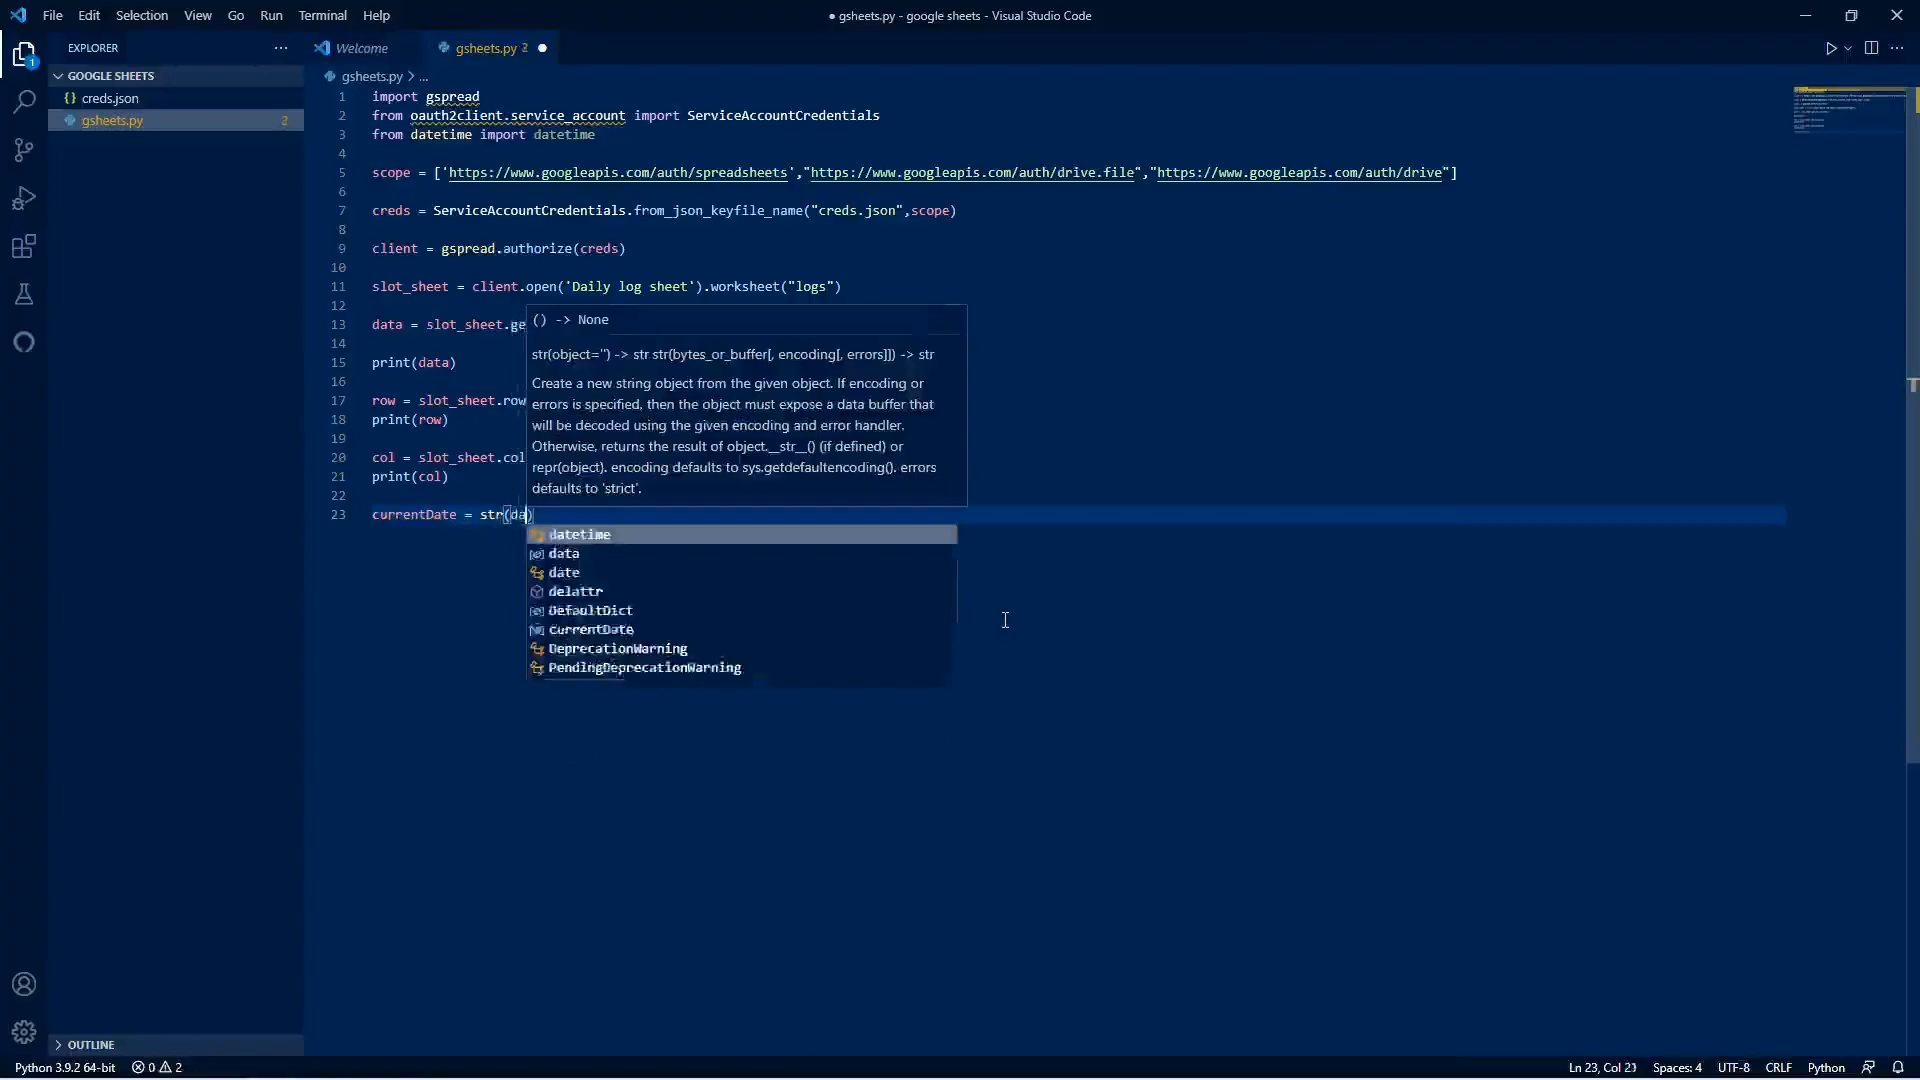 File Edit Selection View Go Run Terminal Help
● gsheets.py - google sheets - Visual Studio Code
EXPLORER ...
Welcome
gsheets.py 2 ●
1
GOOGLE SHEETS
{} creds.json
gsheets.py 2
gsheets.py > ...
1 import gspread
2 from oauth2client.service_account import ServiceAccountCredentials
3 from datetime import datetime
4
5 scope = ['https://www.googleapis.com/auth/spreadsheets',"https://www.googleapis.com/auth/drive.file","https://www.googleapis.com/auth/drive"]
6
7 creds = ServiceAccountCredentials.from_json_keyfile_name("creds.json",scope)
8
9 client = gspread.authorize(creds)
10
11 slot_sheet = client.open('Daily log sheet').worksheet("logs")
12
13 data = slot_sheet.ge
14
15 print(data)
16
17 row = slot_sheet.row
18 print(row)
19
20 col = slot_sheet.col
21 print(col)
22
23 currentDate = str(da)
() -> None
str(object='') -> str str(bytes_or_buffer[, encoding[, errors]]) -> str
Create a new string object from the given object. If encoding or
errors is specified, then the object must expose a data buffer that
will be decoded using the given encoding and error handler.
Otherwise, returns the result of object.__str__() (if defined) or
repr(object). encoding defaults to sys.getdefaultencoding(). errors
defaults to 'strict'.
datetime
data
date
delattr
DefaultDict
currentDate
DeprecationWarning
PendingDeprecationWarning
OUTLINE
Python 3.9.2 64-bit 0 2
Ln 23, Col 21 Spaces: 4 UTF-8 CRLF Python